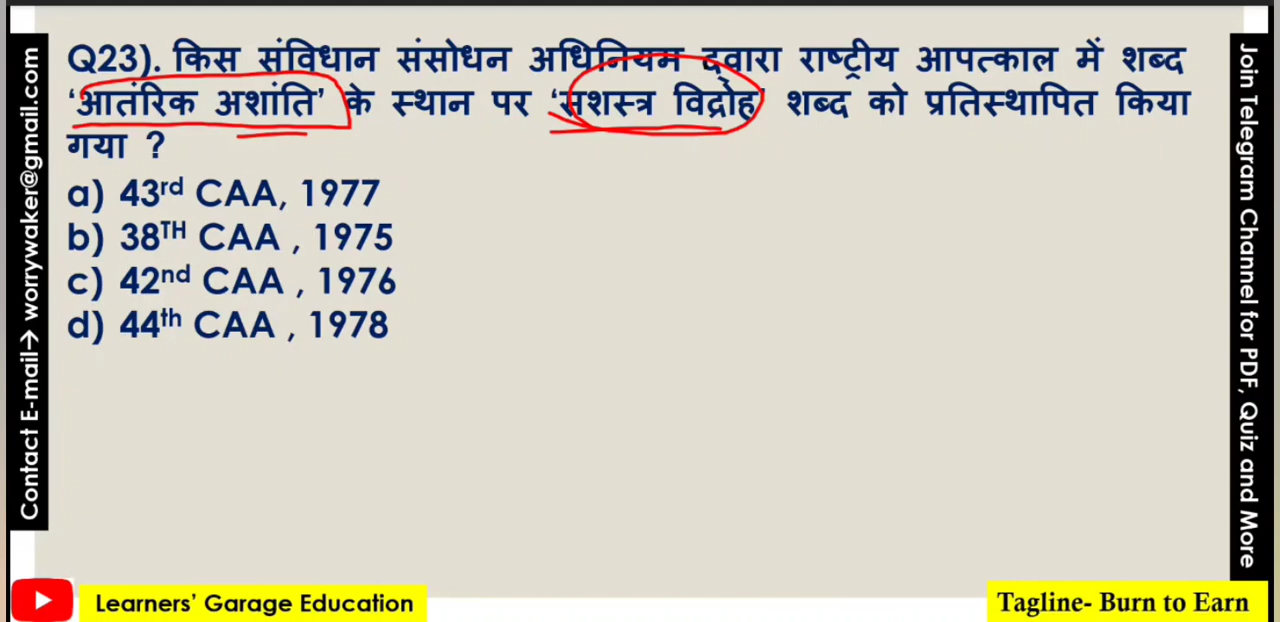 Q23). किस संविधान संसोधन अधिनियम द्वारा राष्ट्रीय आपत्काल में शब्द
‘आतंरिक अशांति’ के स्थान पर ‘सशस्त्र विद्रोह’ शब्द को प्रतिस्थापित किया
गया ?
a) 43rd CAA, 1977
b) 38TH CAA , 1975
c) 42nd CAA , 1976
d) 44th CAA , 1978
Contact E-mail→ worrywaker@gmail.com
Join Telegram Channel for PDF, Quiz and More
Learners’ Garage Education
Tagline- Burn to Earn